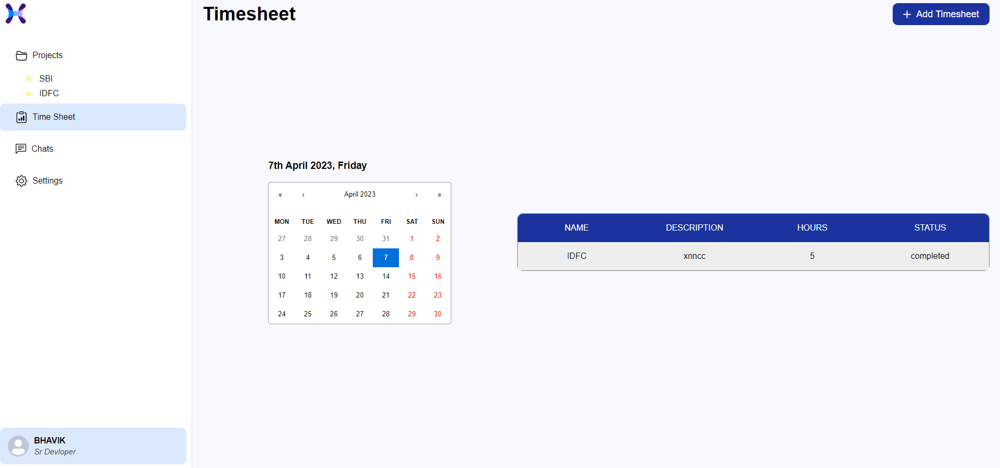 Timesheet
+ Add Timesheet
Projects
SBI
IDFC
Time Sheet
Chats
Settings
7th April 2023, Friday
« ‹ April 2023 › »
MON TUE WED THU FRI SAT SUN
27 28 29 30 31 1 2
3 4 5 6 7 8 9
10 11 12 13 14 15 16
17 18 19 20 21 22 23
24 25 26 27 28 29 30
NAME DESCRIPTION HOURS STATUS
IDFC xnncc 5 completed
BHAVIK
Sr Devloper